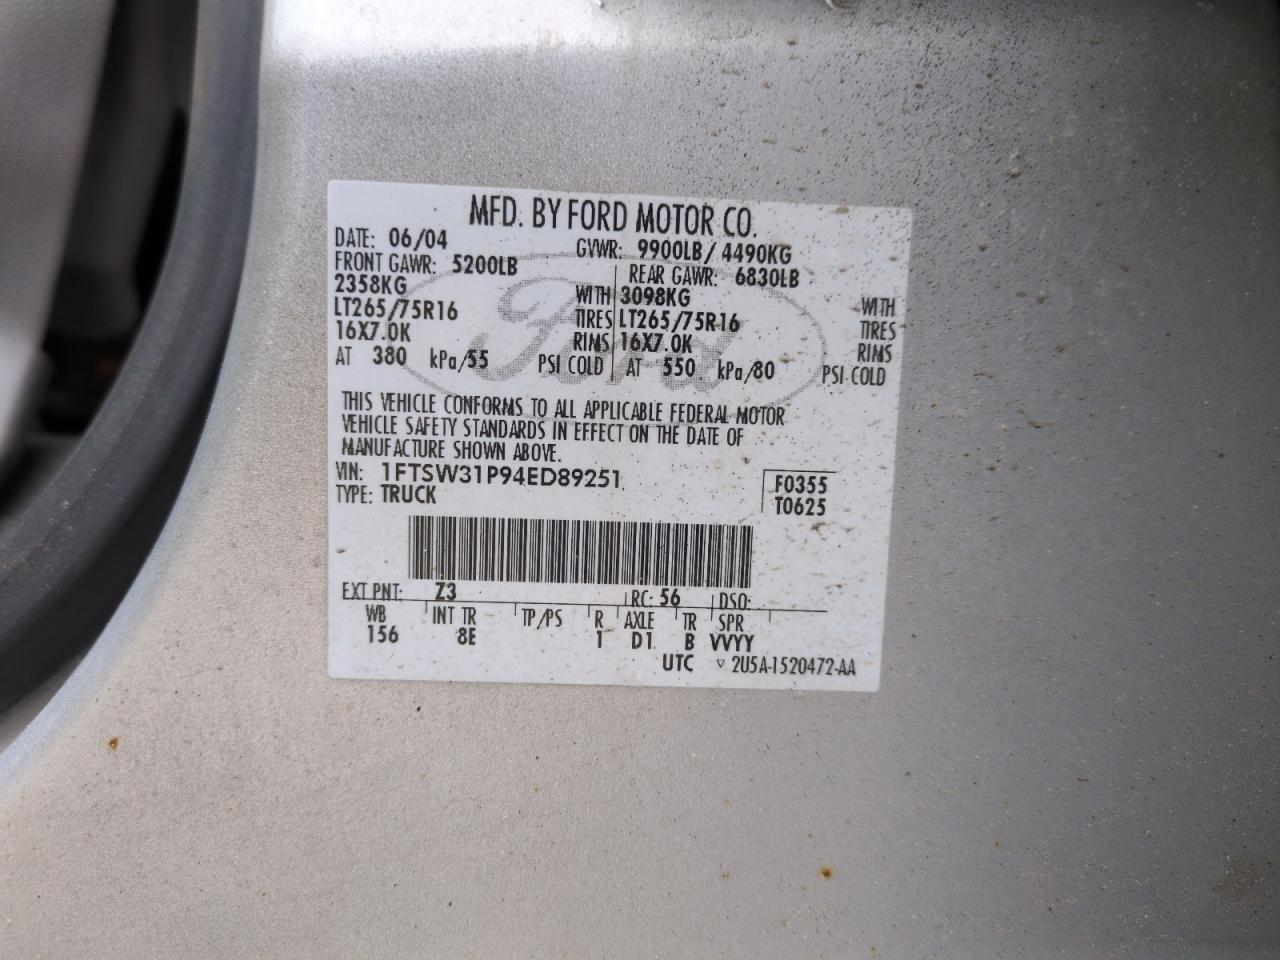 MFD. BY FORD MOTOR CO.
DATE: 06/04 GVWR: 9900LB/ 4490KG
FRONT GAWR: 5200LB REAR GAWR: 6830LB
2358KG WITH 3098KG WITH
LT265/75R16 TIRES LT265/75R16 TIRES
16X7.0K RIMS 16X7.0K RIMS
AT 380 kPa/55 PSI COLD AT 550 kPa/80 PSI COLD
Ford
THIS VEHICLE CONFORMS TO ALL APPLICABLE FEDERAL MOTOR
VEHICLE SAFETY STANDARDS IN EFFECT ON THE DATE OF
MANUFACTURE SHOWN ABOVE.
VIN: 1FTSW31P94ED89251 F0355
TYPE: TRUCK T0625
EXT PNT: Z3 RC: 56 DSO:
WB INT TR TP/PS R AXLE TR SPR
156 8E 1 D1 B VVYY
UTC ▽ 2U5A-1520472-AA